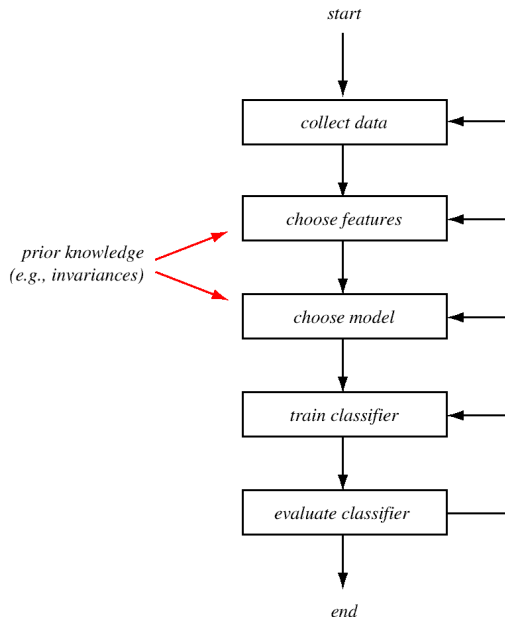 start
collect data
choose features
prior knowledge
(e.g., invariances)
choose model
train classifier
evaluate classifier
end